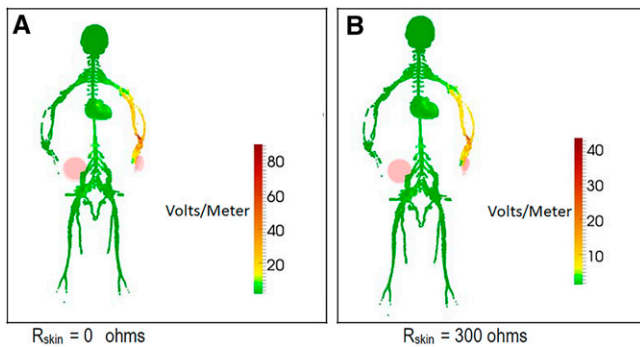 A
B
80
60
40
20
Volts/Meter
40
30
20
10
Volts/Meter
Rskin = 0 ohms
Rskin = 300 ohms